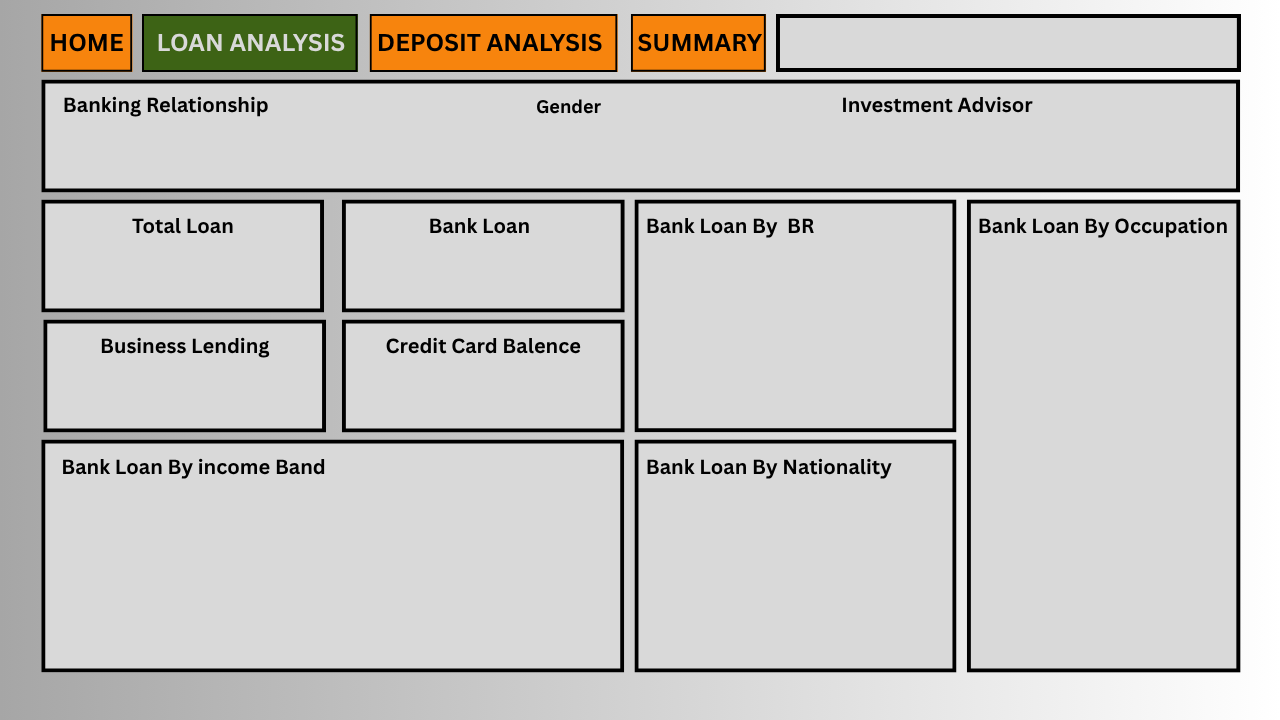 HOME
LOAN ANALYSIS
DEPOSIT ANALYSIS
SUMMARY
Banking Relationship
Gender
Investment Advisor
Total Loan
Bank Loan
Bank Loan By  BR
Bank Loan By Occupation
Business Lending
Credit Card Balence
Bank Loan By income Band
Bank Loan By Nationality